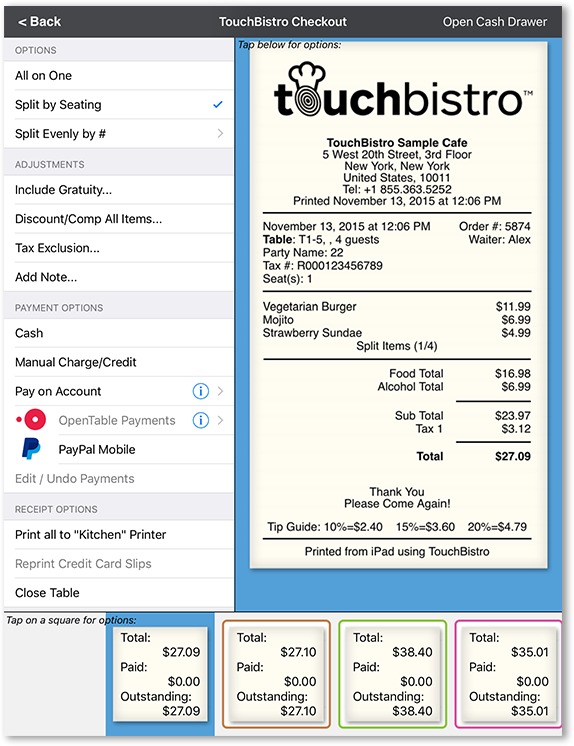 < Back
TouchBistro Checkout
Open Cash Drawer
OPTIONS
All on One
Split by Seating
Split Evenly by #
ADJUSTMENTS
Include Gratuity...
Discount/Comp All Items...
Tax Exclusion...
Add Note...
PAYMENT OPTIONS
Cash
Manual Charge/Credit
Pay on Account
OpenTable Payments
PayPal Mobile
Edit / Undo Payments
RECEIPT OPTIONS
Print all to "Kitchen" Printer
Reprint Credit Card Slips
Close Table
Tap below for options:
touchbistro™
TouchBistro Sample Cafe
5 West 20th Street, 3rd Floor
New York, New York
United States, 10011
Tel: +1 855.363.5252
Printed November 13, 2015 at 12:06 PM
November 13, 2015 at 12:06 PM Order #: 5874
Table: T1-5, , 4 guests Waiter: Alex
Party Name: 22
Tax #: R000123456789
Seat(s): 1
Vegetarian Burger $11.99
Mojito $6.99
Strawberry Sundae $4.99
Split Items (1/4)
Food Total $16.98
Alcohol Total $6.99
Sub Total $23.97
Tax 1 $3.12
Total $27.09
Thank You
Please Come Again!
Tip Guide: 10%=$2.40 15%=$3.60 20%=$4.79
Printed from iPad using TouchBistro
Tap on a square for options:
Total:
$27.09
Paid:
$0.00
Outstanding:
$27.09
Total:
$27.10
Paid:
$0.00
Outstanding:
$27.10
Total:
$38.40
Paid:
$0.00
Outstanding:
$38.40
Total:
$35.01
Paid:
$0.00
Outstanding:
$35.01